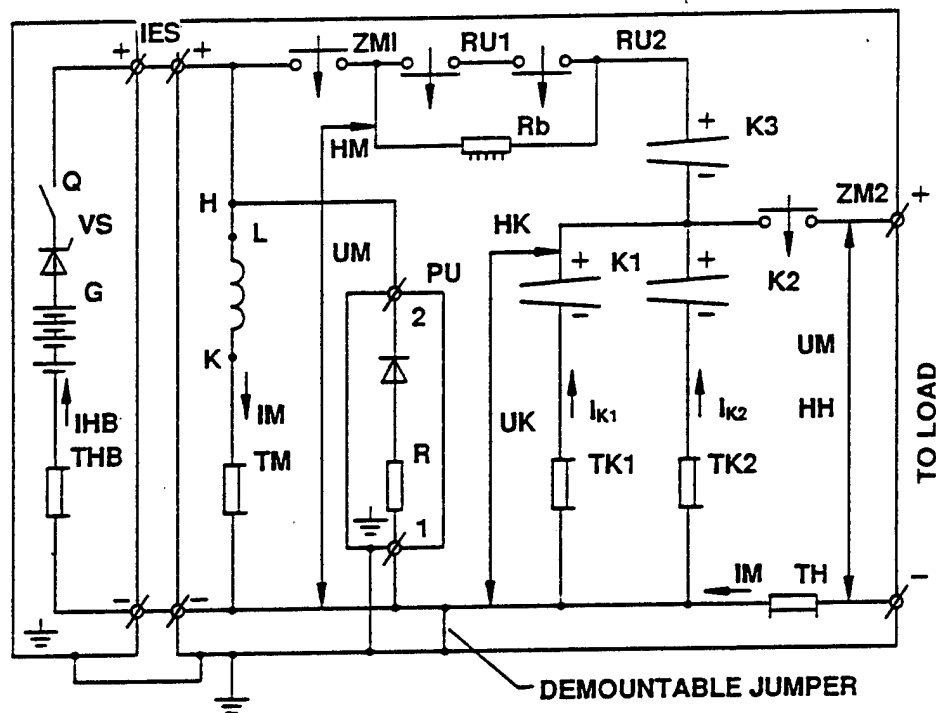 IES
+ +
ZMI
RU1
RU2
Rb
HM
+
K3
−
Q
VS
G
H
L
UM
PU
2
HK
+
K1
−
+
−
ZM2
+
K2
K
IM
IHB
THB
TM
R
1
UK
IK1
IK2
TK1
TK2
UM
HH
TO LOAD
IM
TH
−
− −
DEMOUNTABLE JUMPER